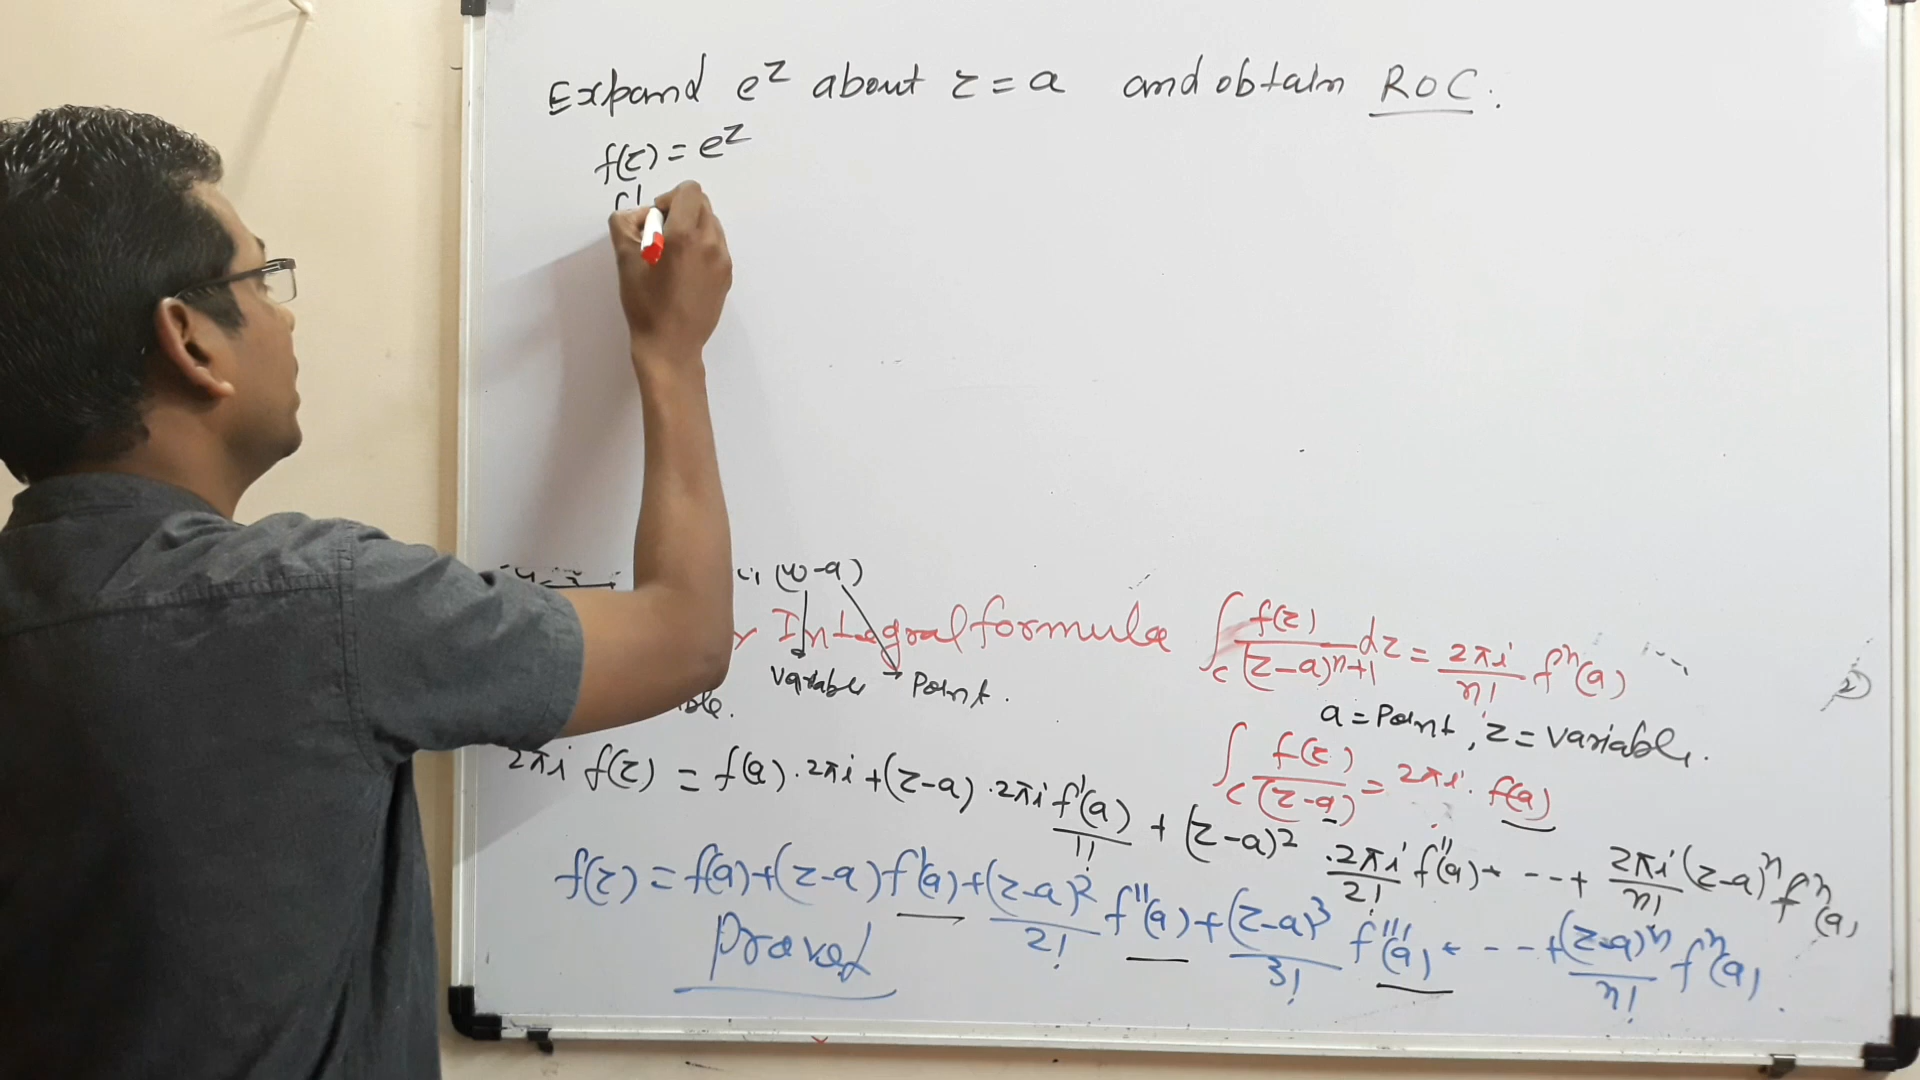 Expand e^z about z = a and obtain ROC.
f(z) = e^z
f'
(w-a)
Integral formula ∫_C f(z)/(z-a)^{n+1} dz = 2πi/n! f^n(a)
variable Point.
a = Point, z = variable.
∫_C f(z)/(z-a) = 2πi · f(a)
2πi f(z) = f(a)·2πi + (z-a)·2πi f'(a)/1! + (z-a)^2 ·2πi/2! f''(a) + --- + 2πi/n! (z-a)^n f^n(a)
f(z) = f(a) + (z-a) f'(a) + (z-a)^2/2! f''(a) + (z-a)^3/3! f'''(a) + --- + (z-a)^n/n! f^n(a)
Proved
2